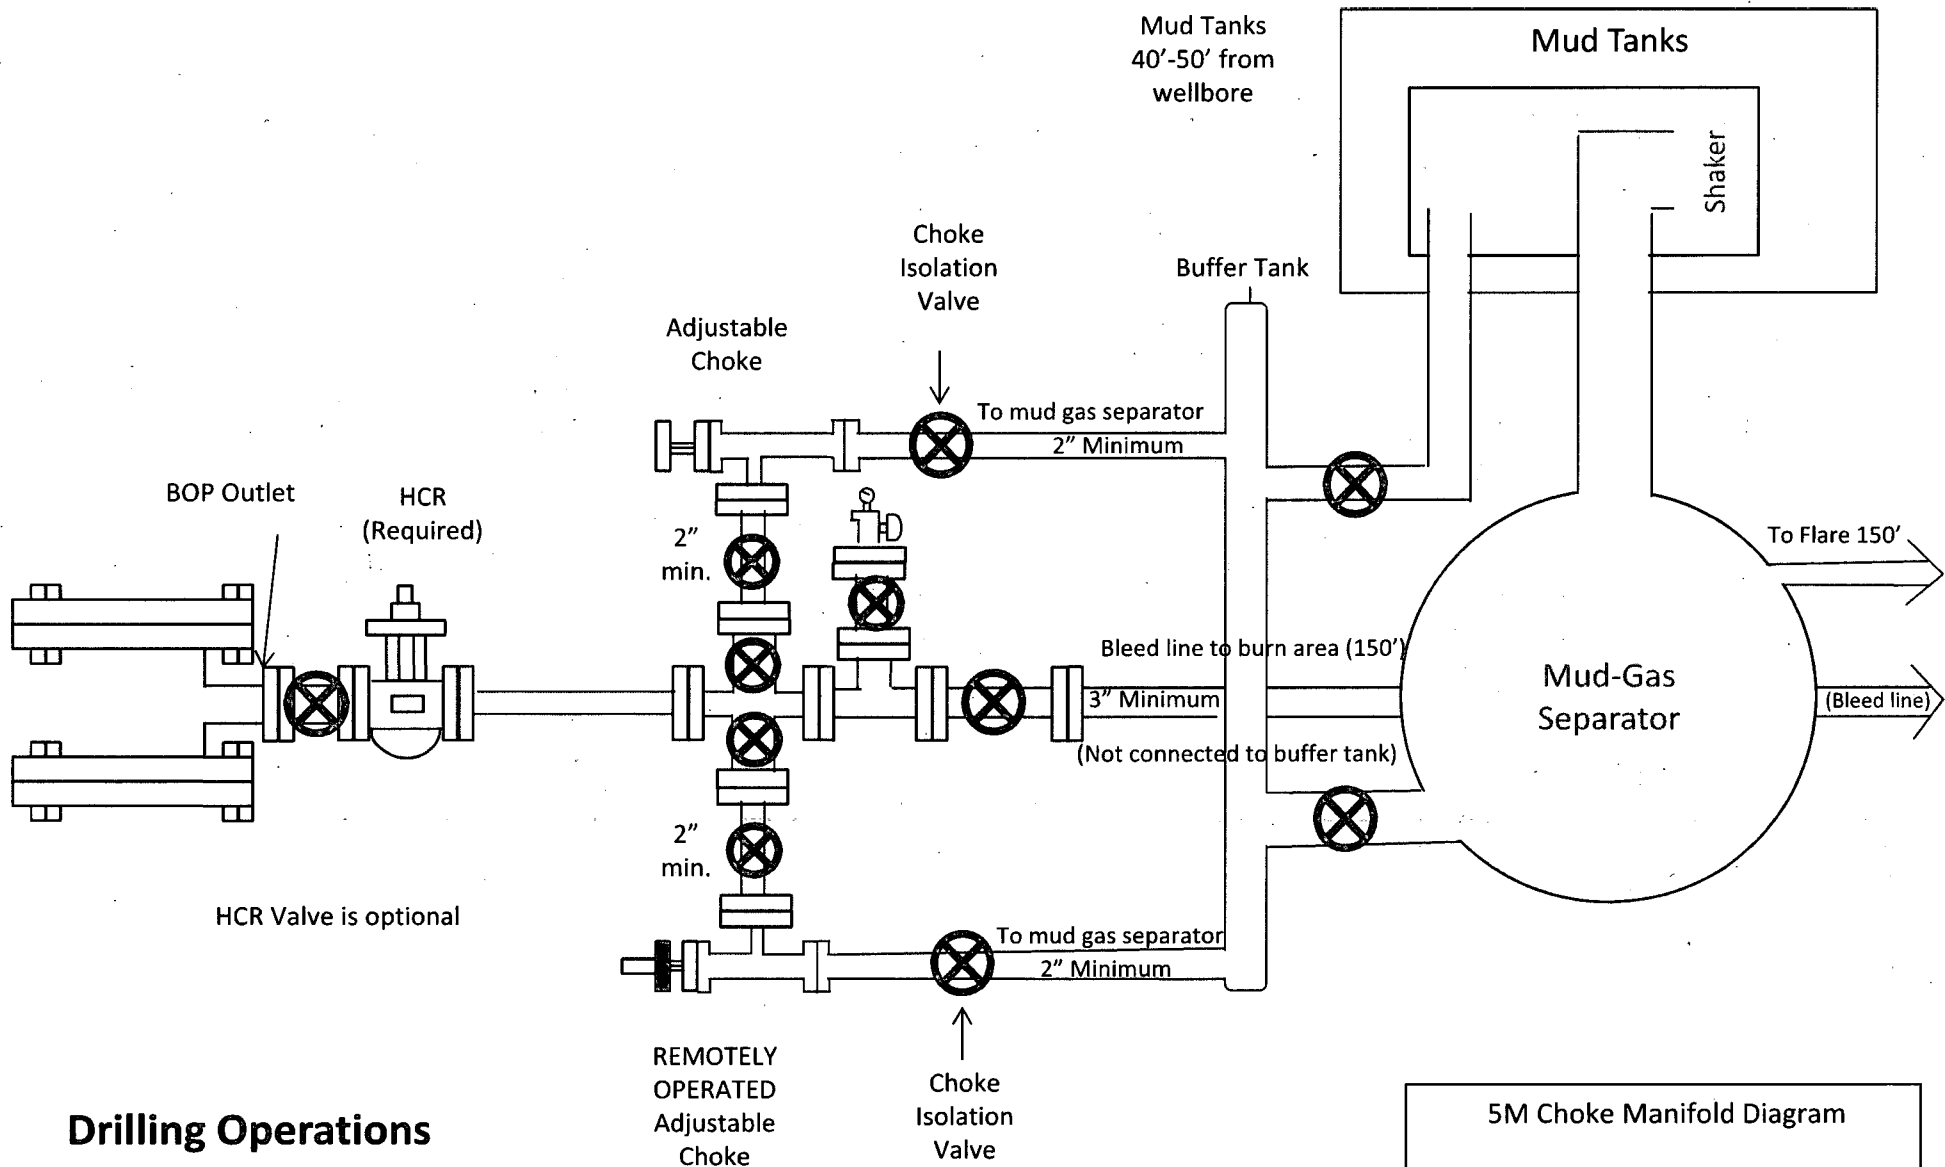 Mud Tanks
40’-50’ from
wellbore
Mud Tanks
Shaker
Choke
Isolation
Valve
Buffer Tank
Adjustable
Choke
To mud gas separator
2” Minimum
BOP Outlet
HCR
(Required)
2”
min.
To Flare 150’
Bleed line to burn area (150’)
3” Minimum
(Not connected to buffer tank)
Mud-Gas
Separator
(Bleed line)
2”
min.
HCR Valve is optional
To mud gas separator
2” Minimum
REMOTELY
OPERATED
Adjustable
Choke
Choke
Isolation
Valve
Drilling Operations
5M Choke Manifold Diagram